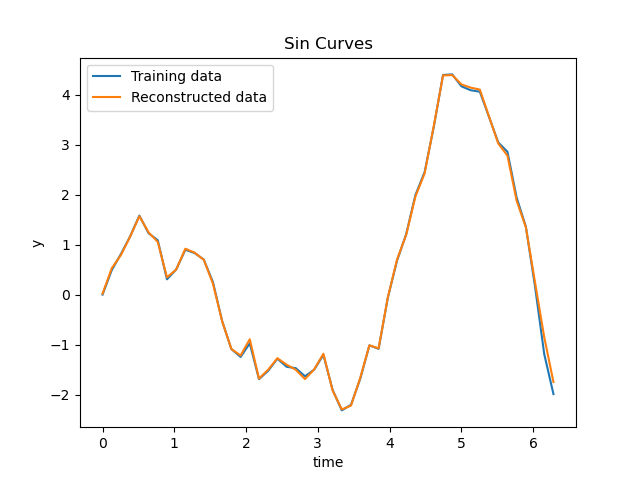 Sin Curves
Training data
Reconstructed data
y
4
3
2
1
0
−1
−2
0 1 2 3 4 5 6
time